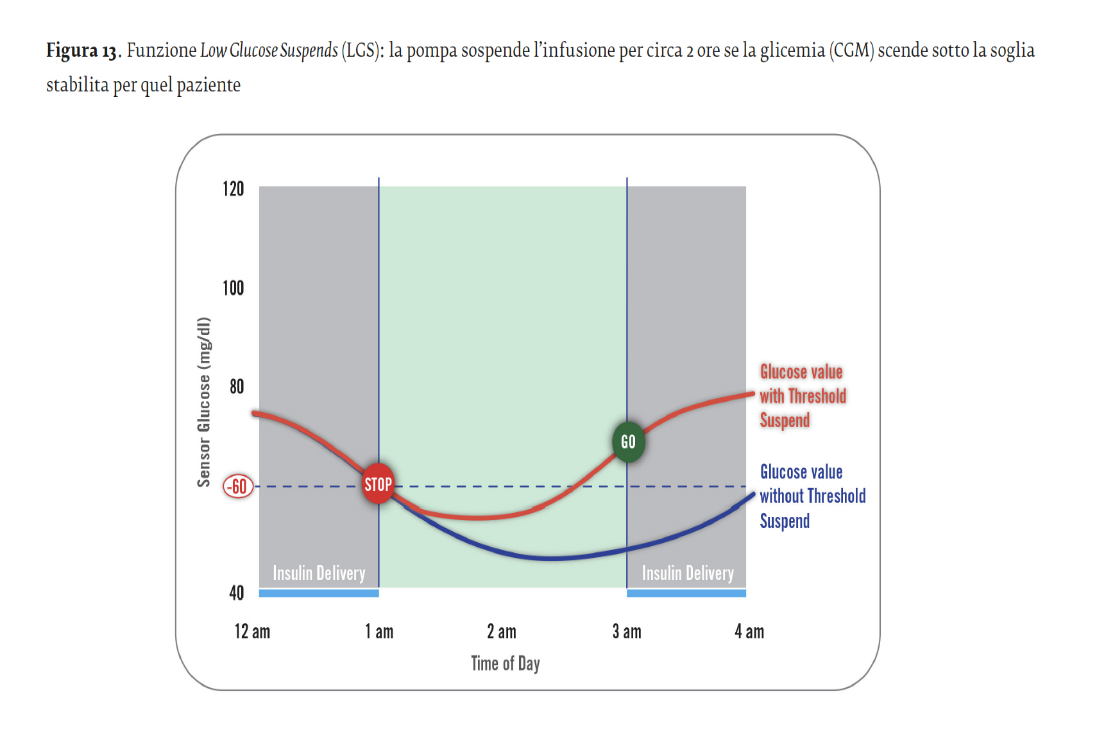 Figura 13. Funzione Low Glucose Suspends (LGS): la pompa sospende l’infusione per circa 2 ore se la glicemia (CGM) scende sotto la soglia
stabilita per quel paziente
120
100
80
-60
40
Sensor Glucose (mg/dl)
STOP
GO
Glucose value
with Threshold
Suspend
Glucose value
without Threshold
Suspend
Insulin Delivery
Insulin Delivery
12 am
1 am
2 am
3 am
4 am
Time of Day